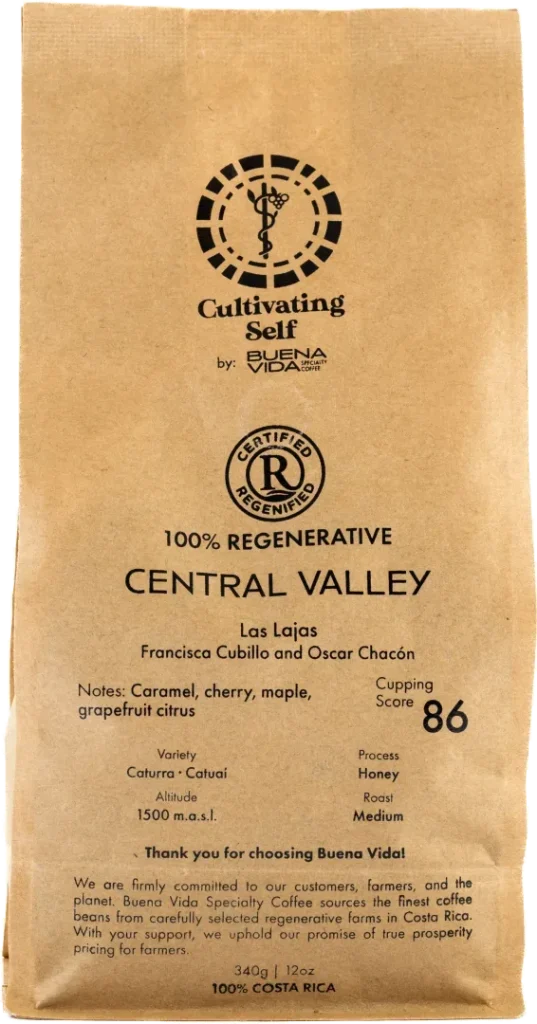 Cultivating
Self
by: BUENA
VIDA SPECIALTY
COFFEE
CERTIFIED
R
REGENIFIED
100% REGENERATIVE
CENTRAL VALLEY
Las Lajas
Francisca Cubillo and Oscar Chacón
Notes: Caramel, cherry, maple,
grapefruit citrus
Cupping
Score 86
Variety
Caturra · Catuaí
Process
Honey
Altitude
1500 m.a.s.l.
Roast
Medium
Thank you for choosing Buena Vida!
We are firmly committed to our customers, farmers, and the
planet. Buena Vida Specialty Coffee sources the finest coffee
beans from carefully selected regenerative farms in Costa Rica.
With your support, we uphold our promise of true prosperity
pricing for farmers.
340g | 12oz
100% COSTA RICA